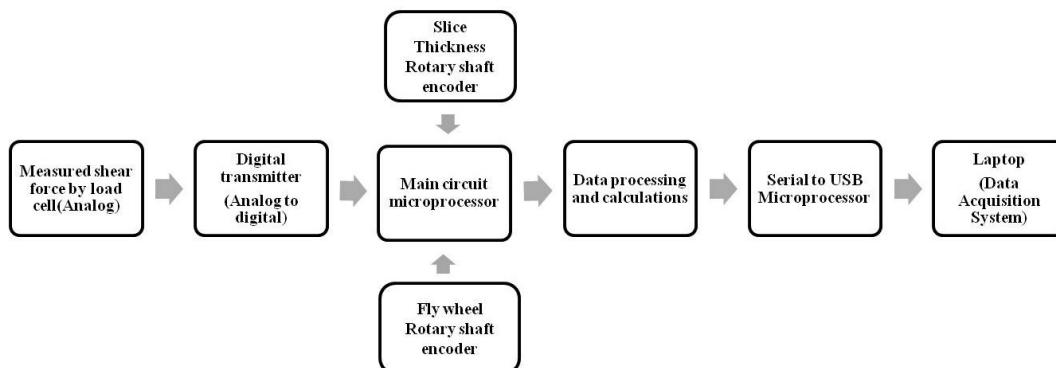 Slice
Thickness
Rotary shaft
encoder
Measured shear
force by load
cell(Analog)
Digital
transmitter
(Analog to
digital)
Main circuit
microprocessor
Data processing
and calculations
Serial to USB
Microprocessor
Laptop
(Data
Acquisition
System)
Fly wheel
Rotary shaft
encoder